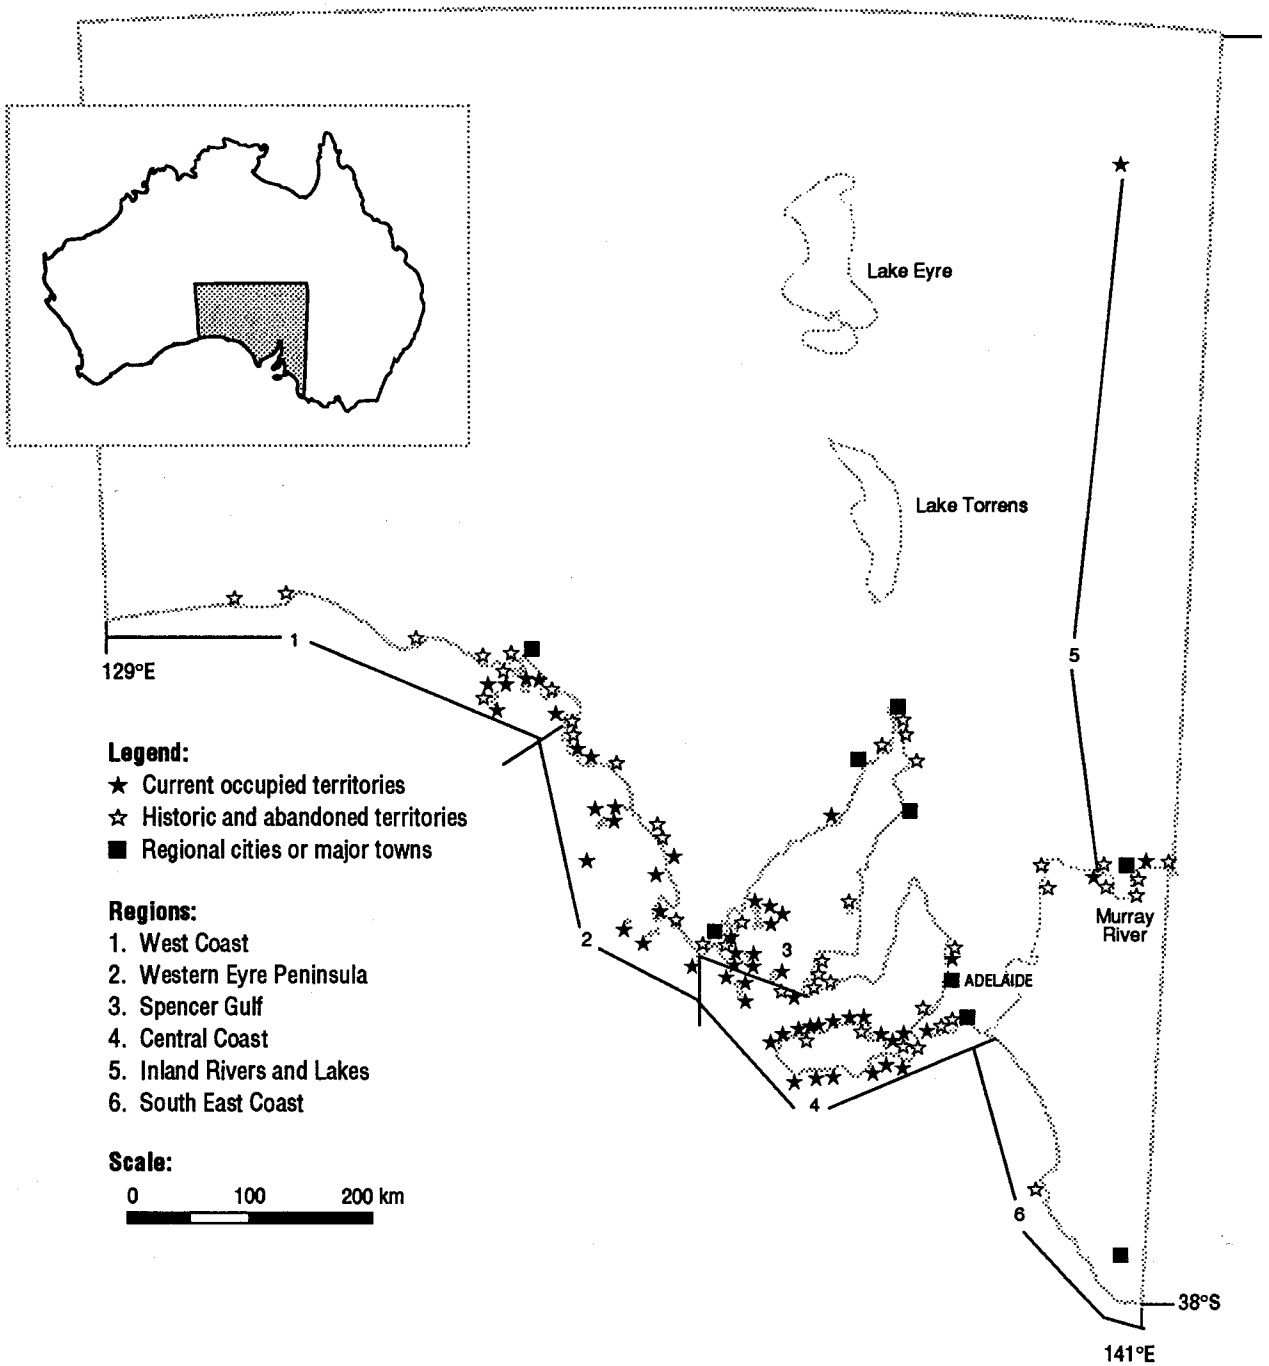 Lake Eyre
Lake Torrens
1
129°E
5
Legend:
Current occupied territories
Historic and abandoned territories
Regional cities or major towns
Regions:
1. West Coast
2. Western Eyre Peninsula
3. Spencer Gulf
4. Central Coast
5. Inland Rivers and Lakes
6. South East Coast
Scale:
0 100 200 km
Murray
River
2
3
ADELAIDE
4
6
38°S
141°E